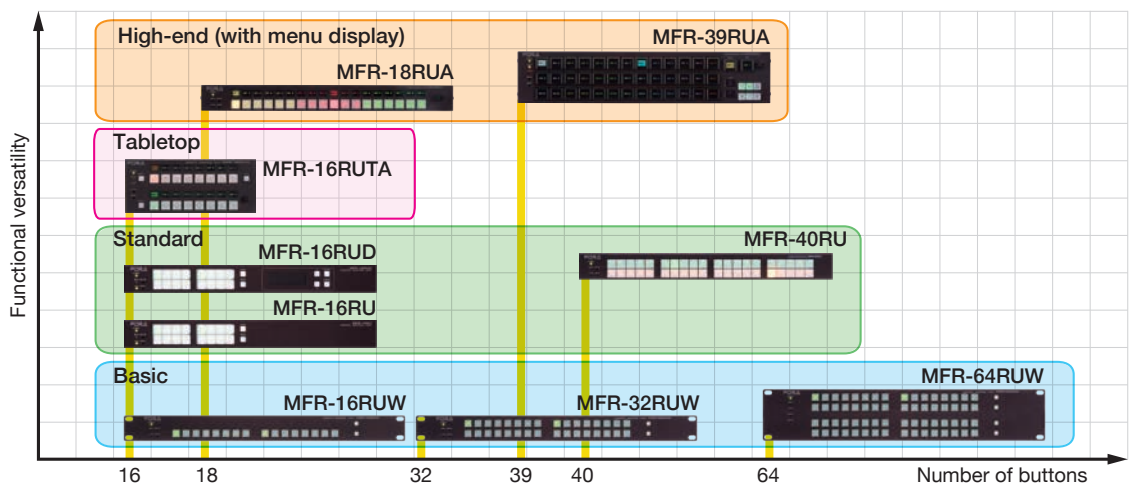 High-end (with menu display)
MFR-39RUA
MFR-18RUA
Tabletop
MFR-16RUTA
Standard
MFR-40RU
MFR-16RUD
MFR-16RU
Basic
MFR-64RUW
MFR-16RUW
MFR-32RUW
Functional versatility
16
18
32
39
40
64
Number of buttons